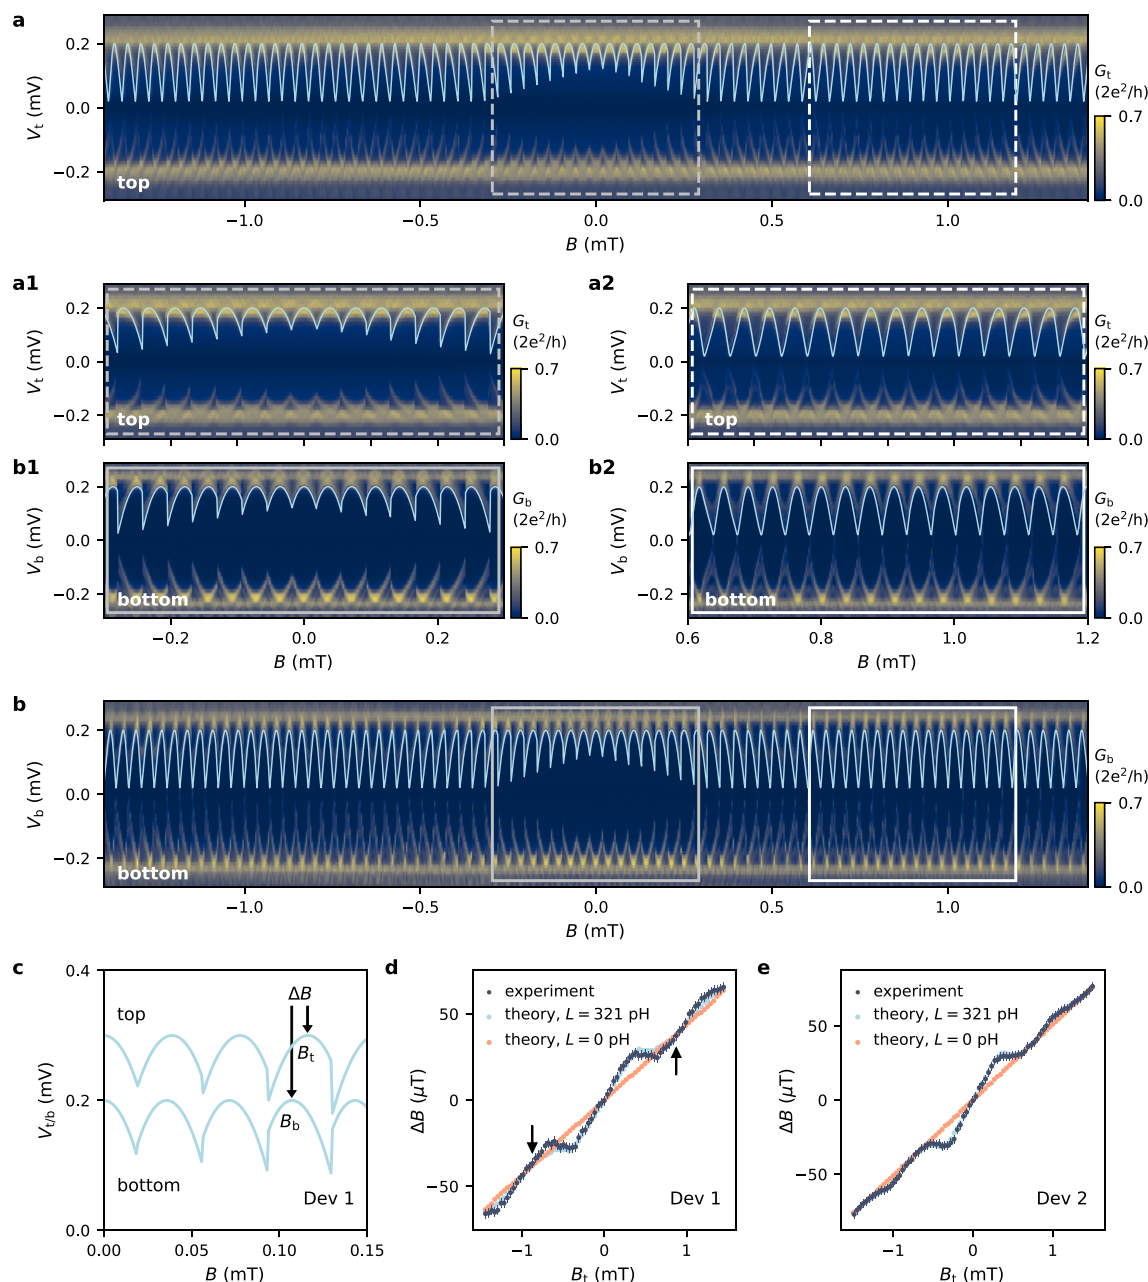 a
0.2
0.0
−0.2
V_t (mV)
top
−1.0
−0.5
0.0
0.5
1.0
B (mT)
G_t
(2e²/h)
0.7
0.0
a1
0.2
0.0
−0.2
V_t (mV)
top
G_t
(2e²/h)
0.7
0.0
a2
0.2
0.0
−0.2
V_t (mV)
top
G_t
(2e²/h)
0.7
0.0
b1
0.2
0.0
−0.2
V_b (mV)
bottom
−0.2
0.0
0.2
B (mT)
G_b
(2e²/h)
0.7
0.0
b2
0.2
0.0
−0.2
V_b (mV)
bottom
0.6
0.8
1.0
1.2
B (mT)
G_b
(2e²/h)
0.7
0.0
b
0.2
0.0
−0.2
V_b (mV)
bottom
−1.0
−0.5
0.0
0.5
1.0
B (mT)
G_b
(2e²/h)
0.7
0.0
c
0.4
0.2
0.0
V_t/b (mV)
top
ΔB
B_t
B_b
bottom
Dev 1
0.00
0.05
0.10
0.15
B (mT)
d
experiment
theory, L = 321 pH
theory, L = 0 pH
50
0
−50
ΔB (μT)
Dev 1
−1
0
1
B_t (mT)
e
experiment
theory, L = 321 pH
theory, L = 0 pH
50
0
−50
ΔB (μT)
Dev 2
−1
0
1
B_t (mT)